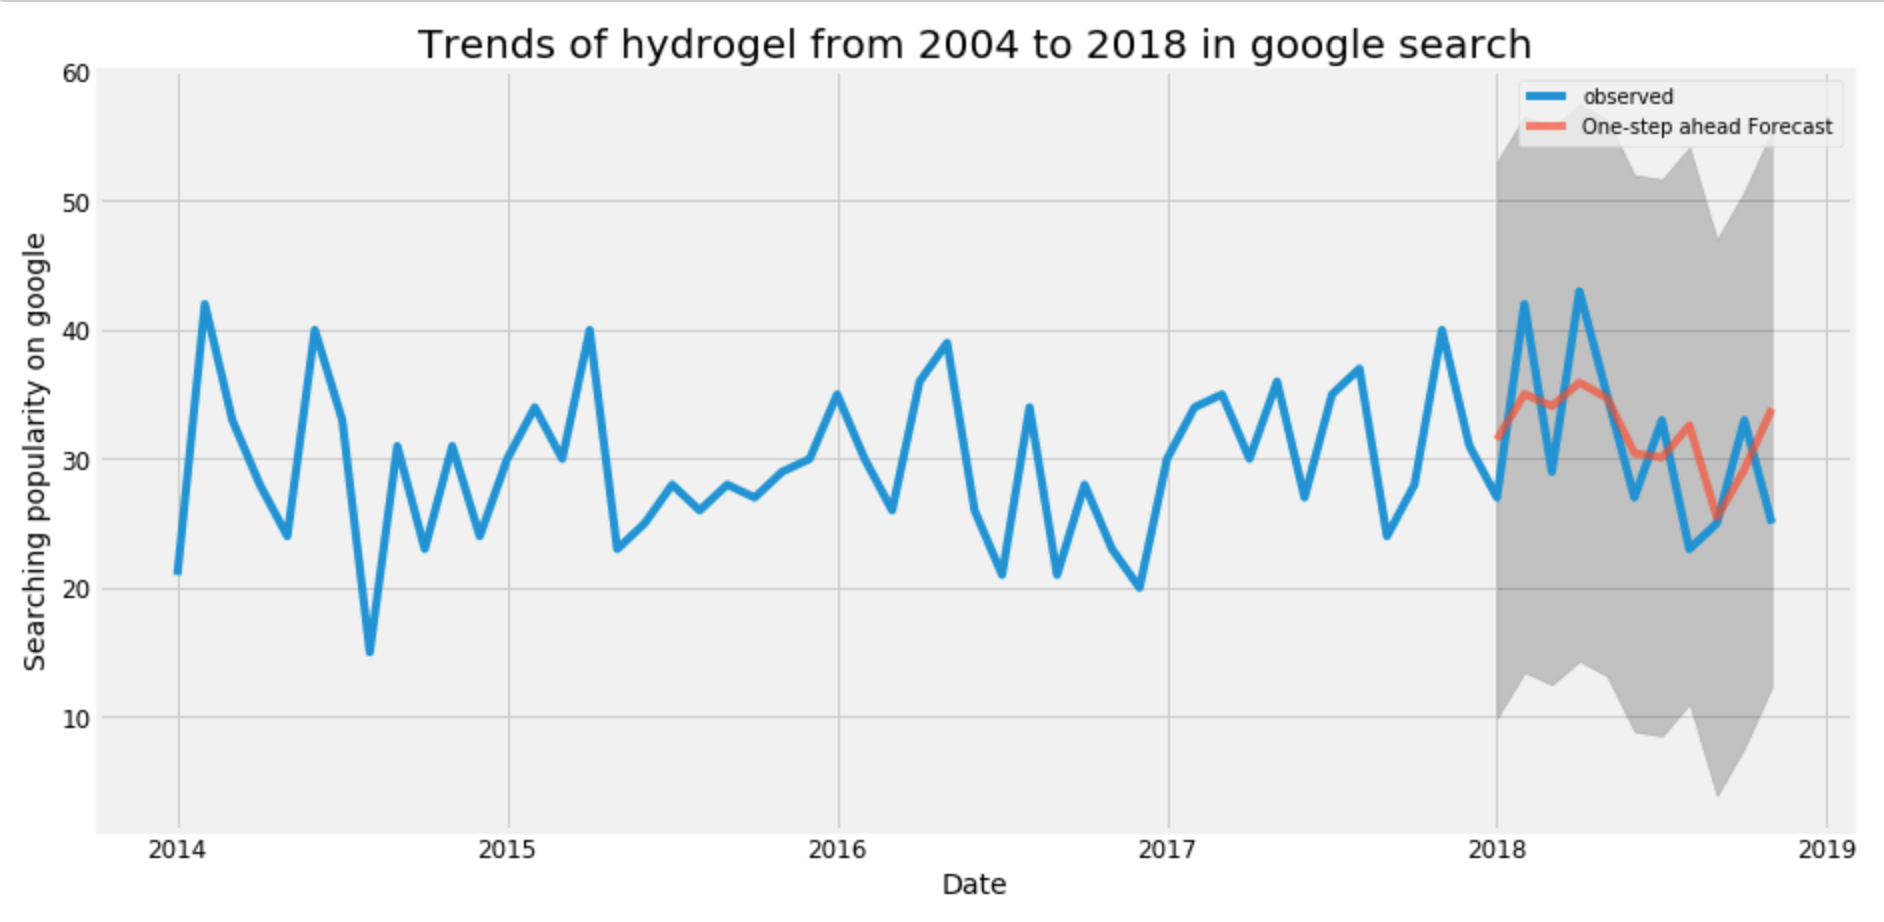 Trends of hydrogel from 2004 to 2018 in google search
60
50
40
30
20
10
Searching popularity on google
observed
One-step ahead Forecast
2014 2015 2016 2017 2018 2019
Date